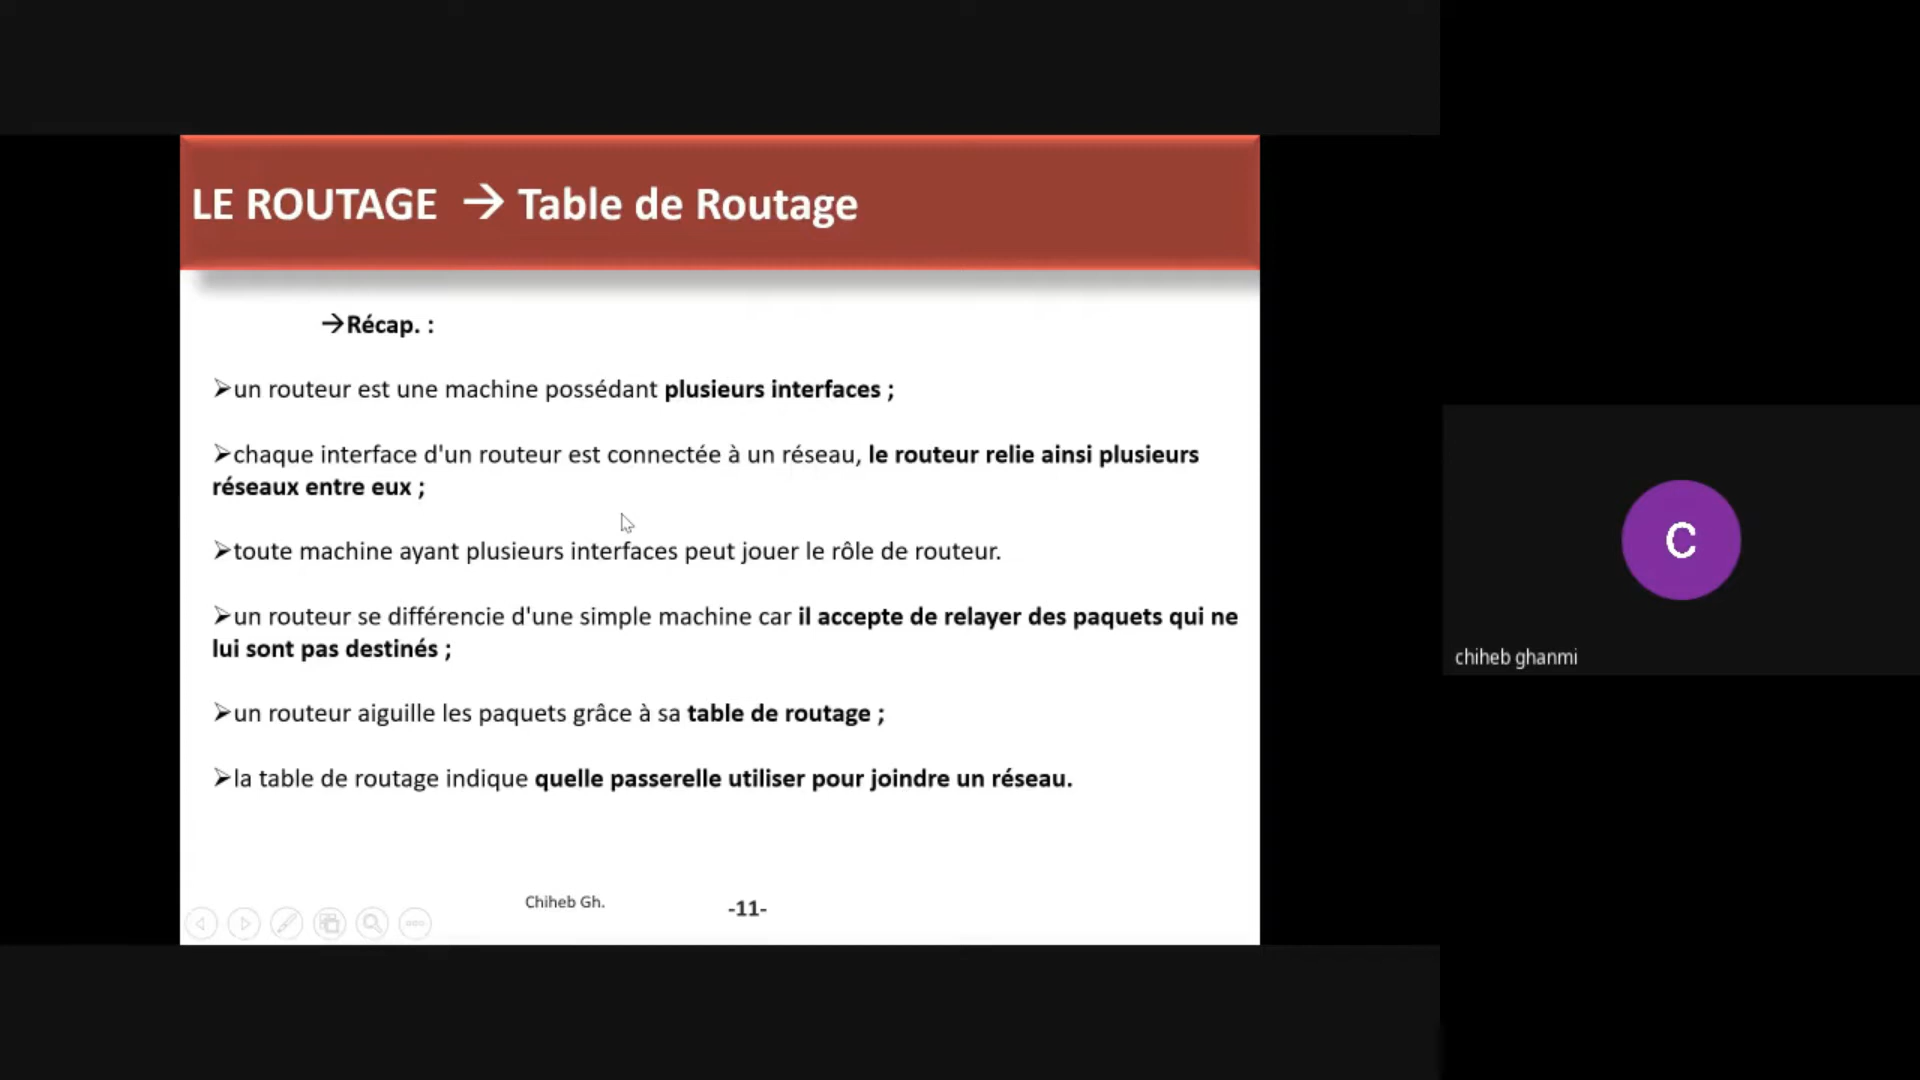 LE ROUTAGE → Table de Routage
→Récap. :
➢un routeur est une machine possédant plusieurs interfaces ;
➢chaque interface d'un routeur est connectée à un réseau, le routeur relie ainsi plusieurs
réseaux entre eux ;
➢toute machine ayant plusieurs interfaces peut jouer le rôle de routeur.
➢un routeur se différencie d'une simple machine car il accepte de relayer des paquets qui ne
lui sont pas destinés ;
➢un routeur aiguille les paquets grâce à sa table de routage ;
➢la table de routage indique quelle passerelle utiliser pour joindre un réseau.
Chiheb Gh.
-11-
C
chiheb ghanmi